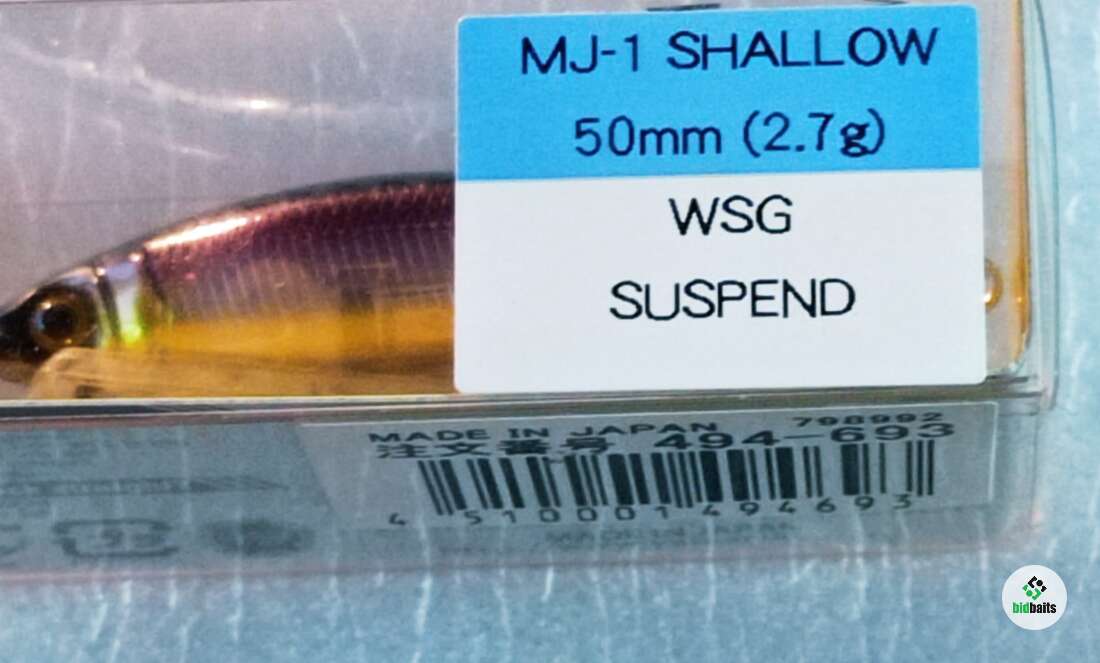 MJ-1 SHALLOW
50mm (2.7g)
WSG
SUSPEND
MADE IN JAPAN 798992
注文番号 494-693
4 510001 494693
bidbaits